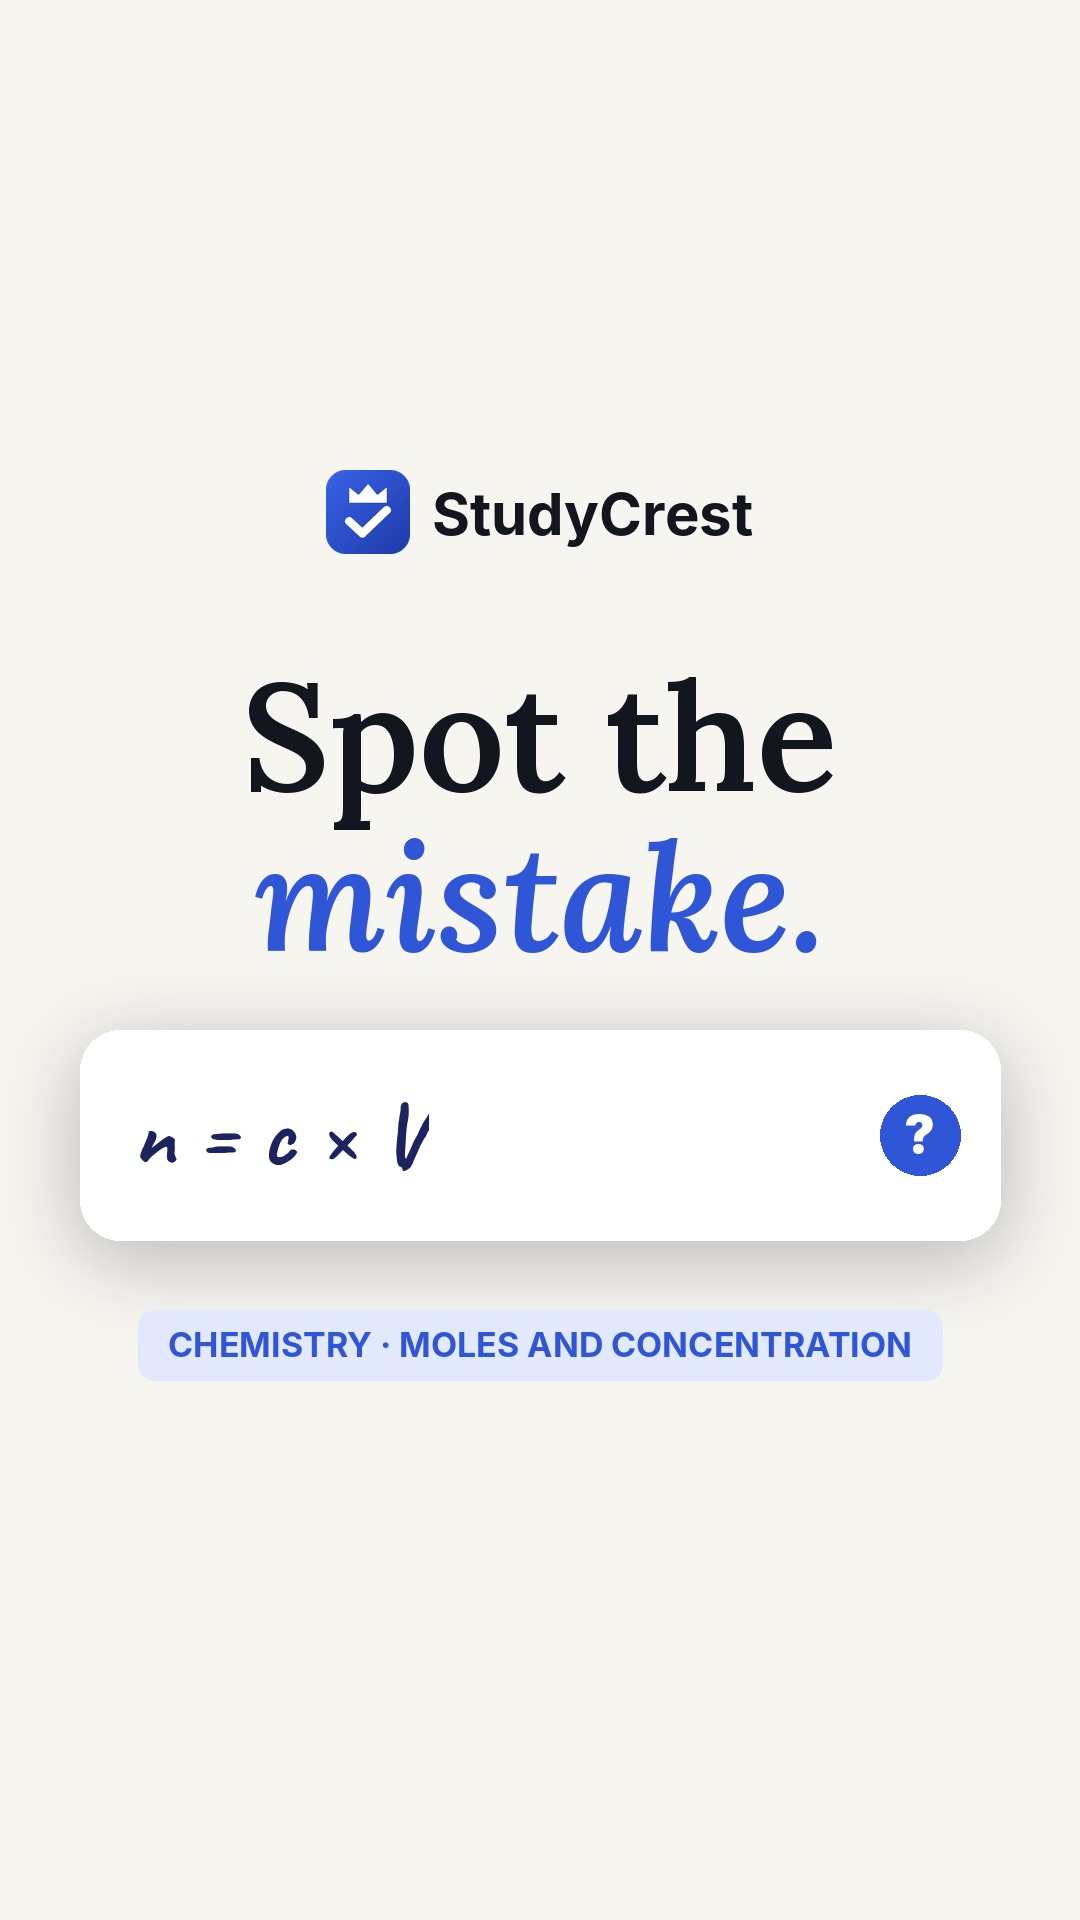 StudyCrest
Spot the
mistake.
n = c × V
?
CHEMISTRY · MOLES AND CONCENTRATION